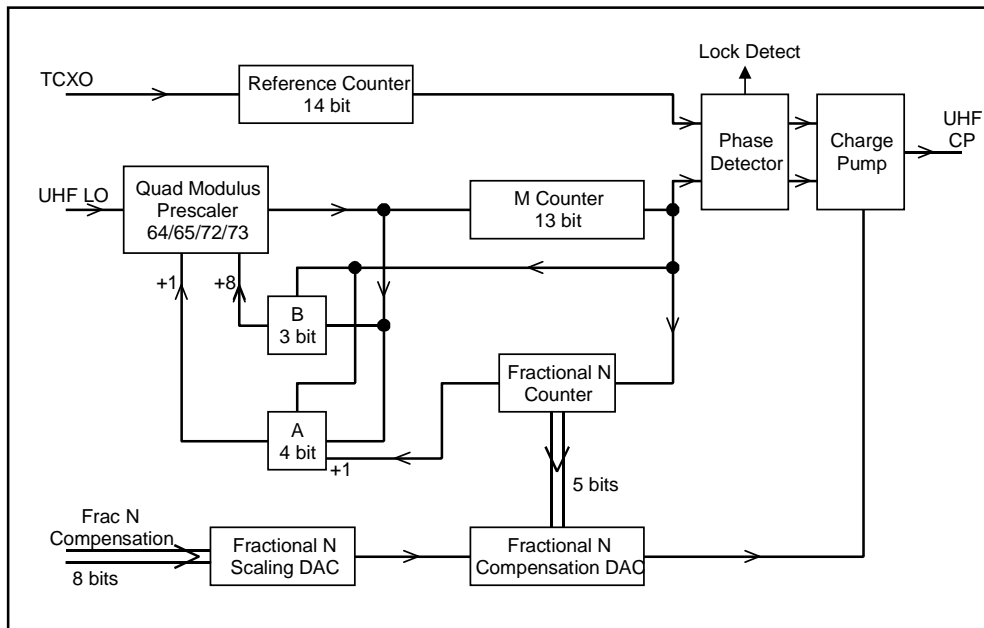 Lock Detect
TCXO
Reference Counter
14 bit
Phase
Detector
Charge
Pump
UHF
CP
UHF LO
Quad Modulus
Prescaler
64/65/72/73
M Counter
13 bit
+1
+8
B
3 bit
Fractional N
Counter
A
4 bit
+1
5 bits
Frac N
Compensation
8 bits
Fractional N
Scaling DAC
Fractional N
Compensation DAC